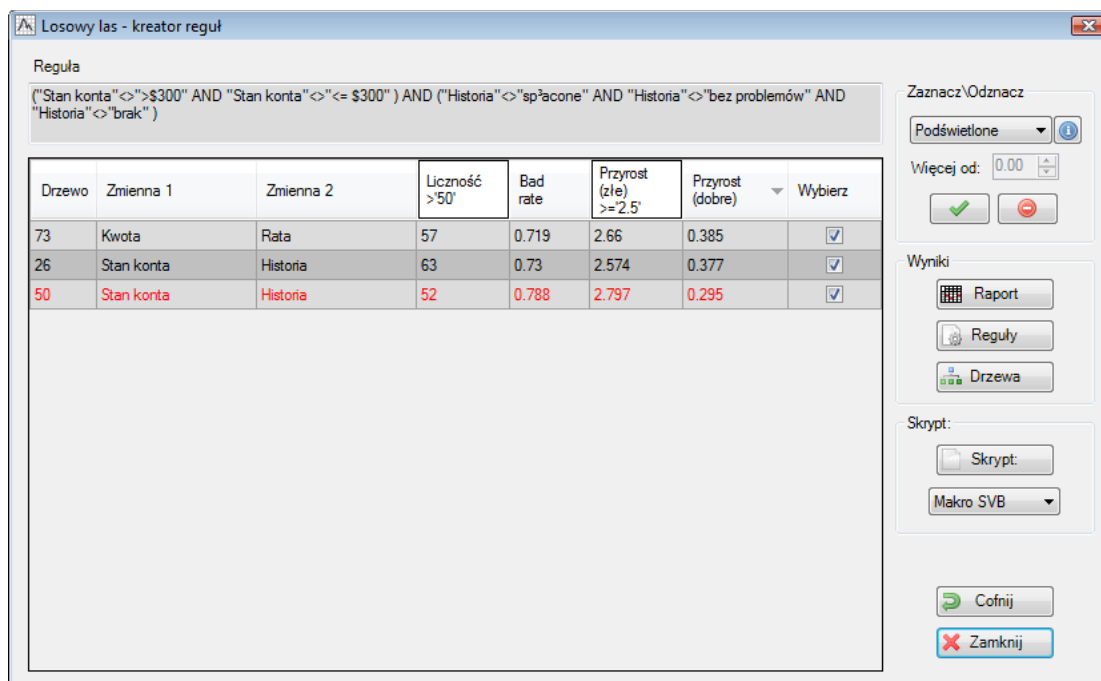 Losowy las - kreator reguł
Reguła
("Stan konta"<>">$300" AND "Stan konta"<>"<= $300" ) AND ("Historia"<>"sp³acone" AND "Historia"<>"bez problemów" AND
"Historia"<>"brak" )
Drzewo Zmienna 1 Zmienna 2 Liczność >'50' Bad rate Przyrost (złe) >='2.5' Przyrost (dobre) Wybierz
73 Kwota Rata 57 0.719 2.66 0.385
26 Stan konta Historia 63 0.73 2.574 0.377
50 Stan konta Historia 52 0.788 2.797 0.295
Zaznacz\Odznacz
Podświetlone
Więcej od: 0.00
Wyniki
Raport
Reguły
Drzewa
Skrypt:
Skrypt:
Makro SVB
Cofnij
Zamknij